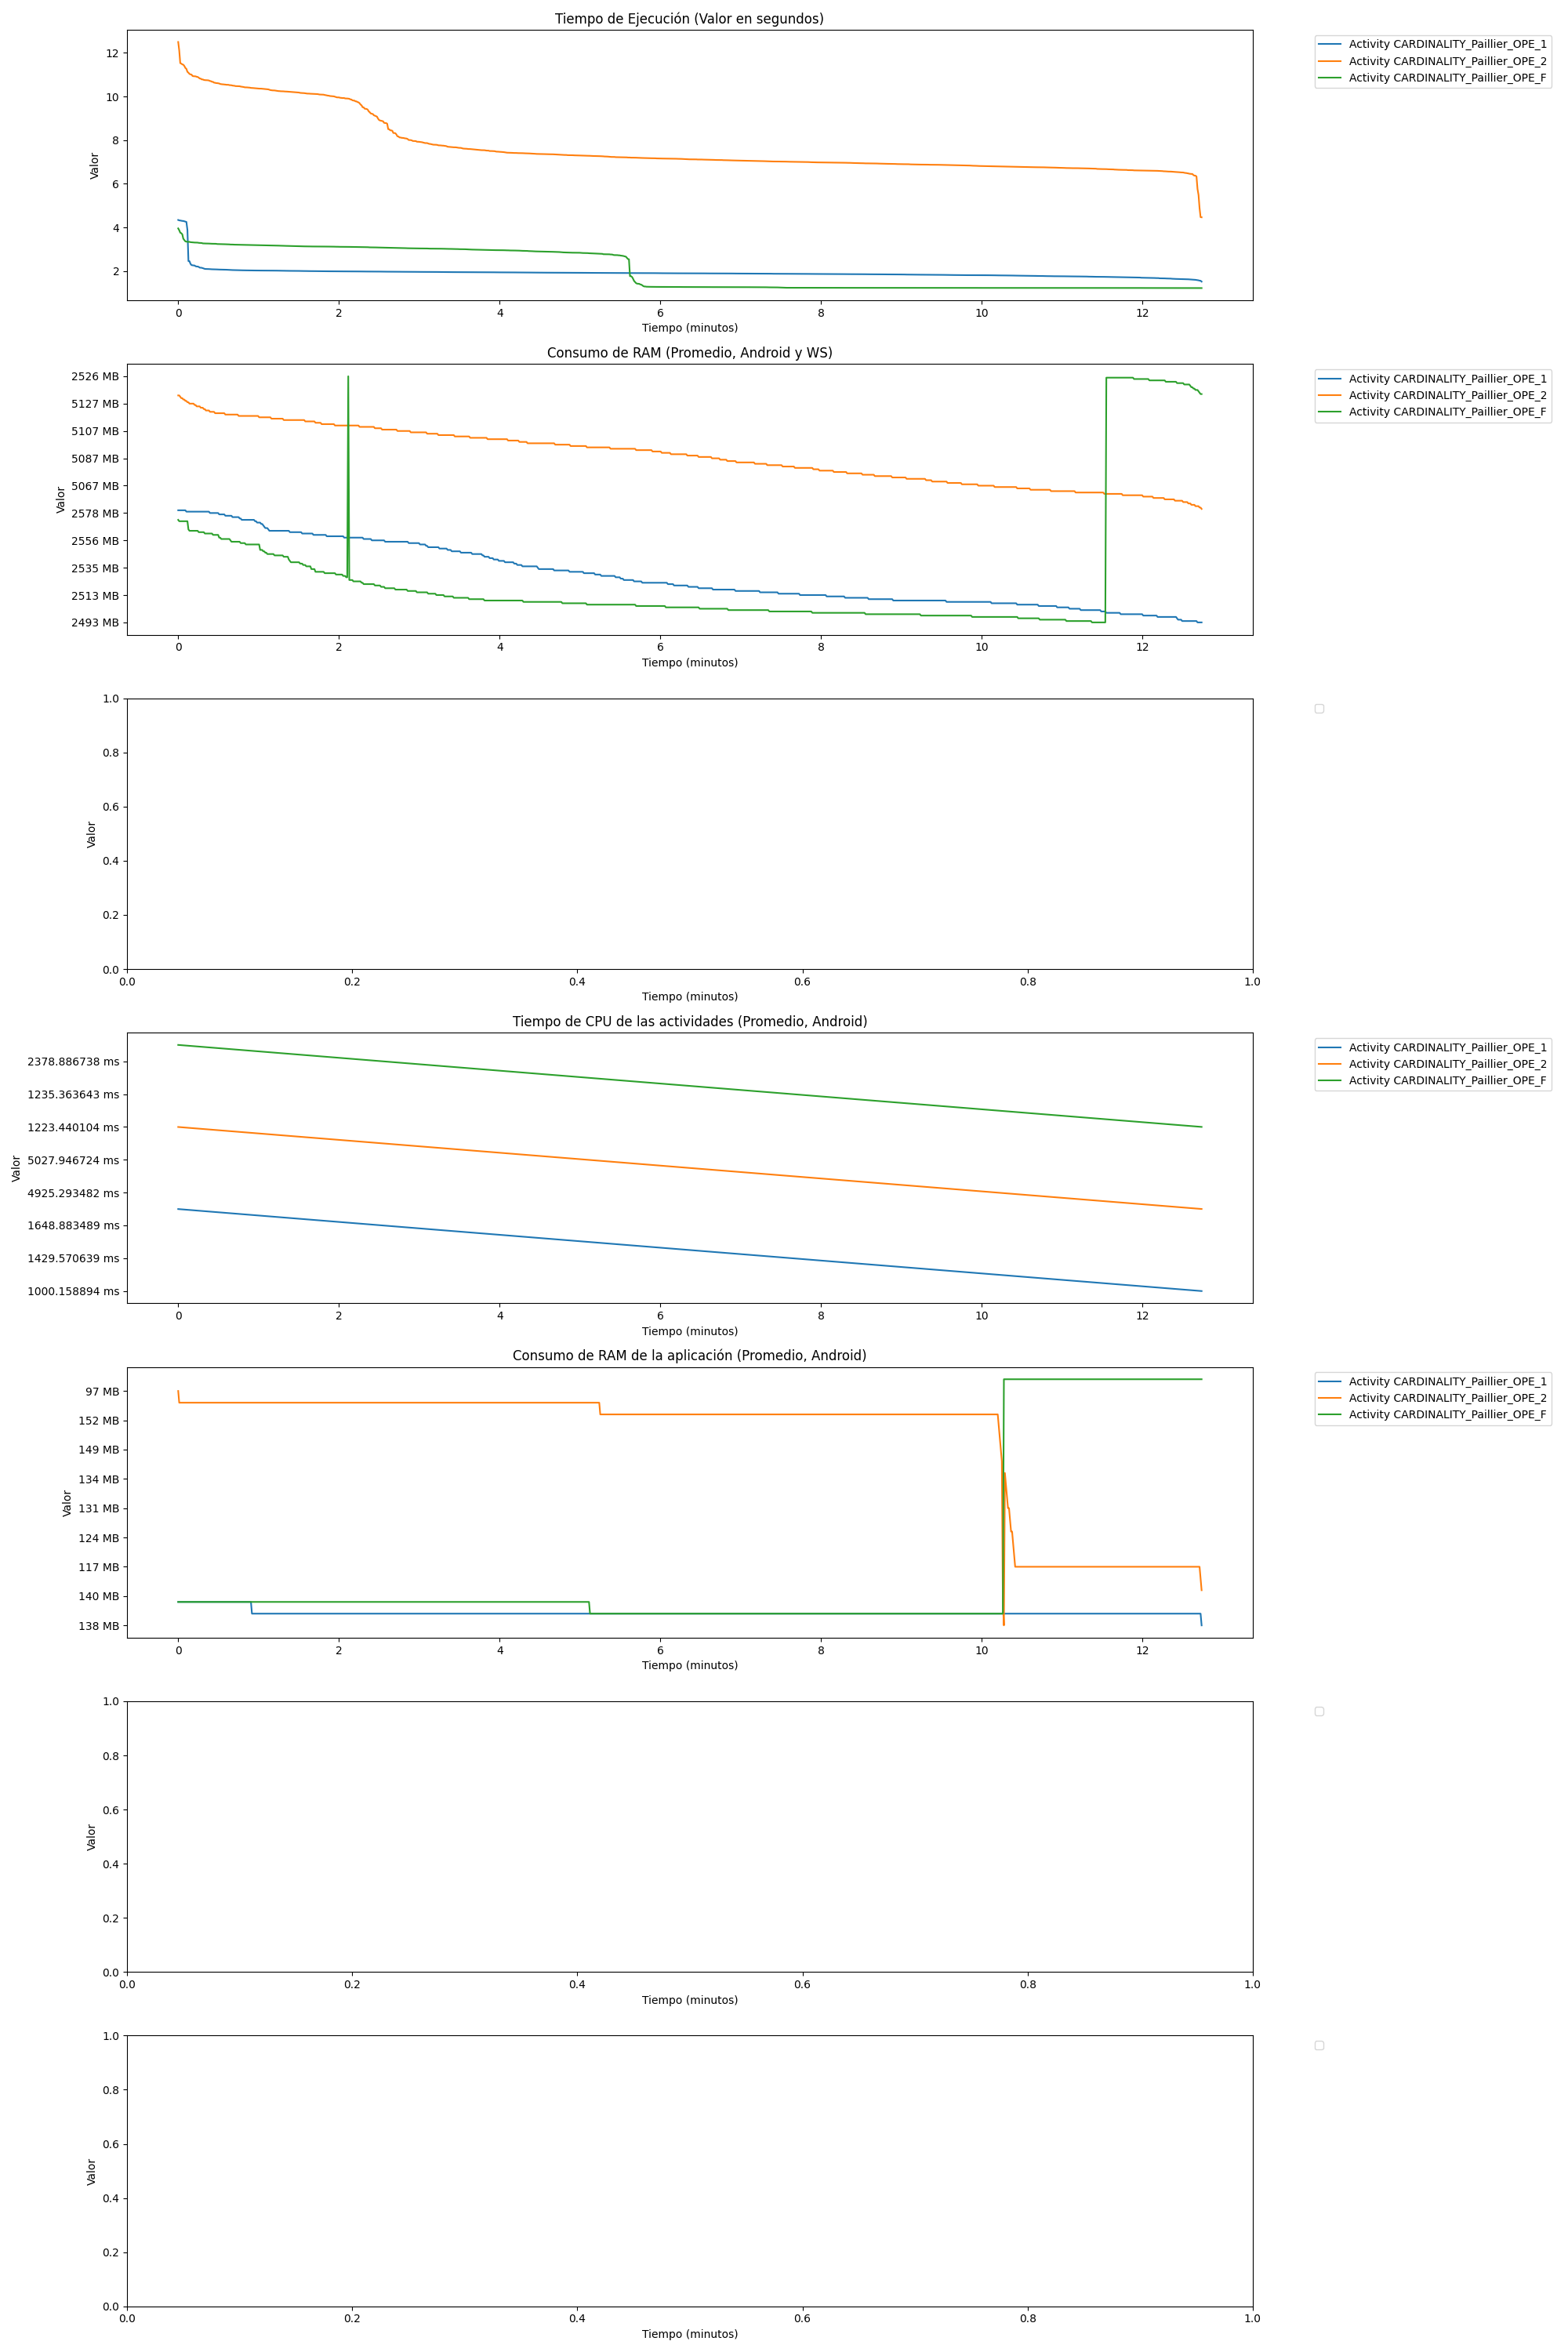 Tiempo de Ejecución (Valor en segundos)
12
10
8
6
4
2
Valor
0 2 4 6 8 10 12
Tiempo (minutos)
Activity CARDINALITY_Paillier_OPE_1
Activity CARDINALITY_Paillier_OPE_2
Activity CARDINALITY_Paillier_OPE_F
Consumo de RAM (Promedio, Android y WS)
2526 MB
5127 MB
5107 MB
5087 MB
5067 MB
2578 MB
2556 MB
2535 MB
2513 MB
2493 MB
Valor
0 2 4 6 8 10 12
Tiempo (minutos)
Activity CARDINALITY_Paillier_OPE_1
Activity CARDINALITY_Paillier_OPE_2
Activity CARDINALITY_Paillier_OPE_F
1.0
0.8
0.6
0.4
0.2
0.0
Valor
0.0 0.2 0.4 0.6 0.8 1.0
Tiempo (minutos)
Tiempo de CPU de las actividades (Promedio, Android)
2378.886738 ms
1235.363643 ms
1223.440104 ms
5027.946724 ms
4925.293482 ms
1648.883489 ms
1429.570639 ms
1000.158894 ms
Valor
0 2 4 6 8 10 12
Tiempo (minutos)
Activity CARDINALITY_Paillier_OPE_1
Activity CARDINALITY_Paillier_OPE_2
Activity CARDINALITY_Paillier_OPE_F
Consumo de RAM de la aplicación (Promedio, Android)
97 MB
152 MB
149 MB
134 MB
131 MB
124 MB
117 MB
140 MB
138 MB
Valor
0 2 4 6 8 10 12
Tiempo (minutos)
Activity CARDINALITY_Paillier_OPE_1
Activity CARDINALITY_Paillier_OPE_2
Activity CARDINALITY_Paillier_OPE_F
1.0
0.8
0.6
0.4
0.2
0.0
Valor
0.0 0.2 0.4 0.6 0.8 1.0
Tiempo (minutos)
1.0
0.8
0.6
0.4
0.2
0.0
Valor
0.0 0.2 0.4 0.6 0.8 1.0
Tiempo (minutos)